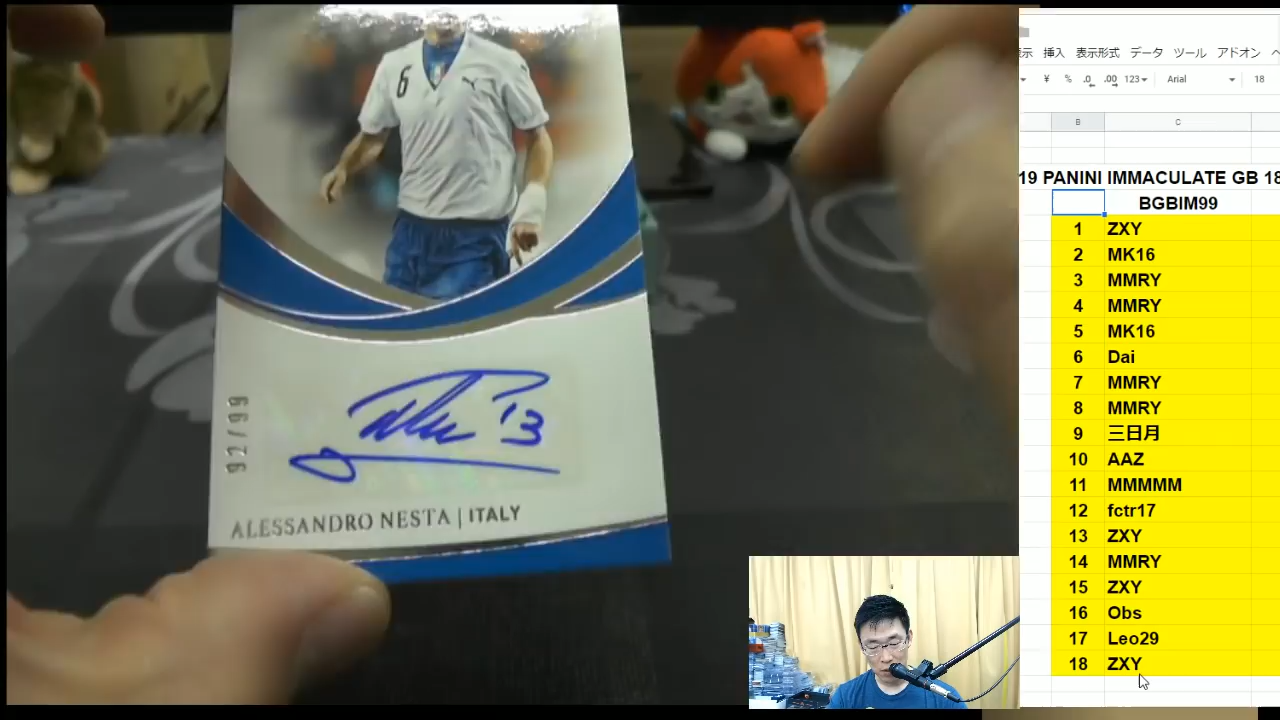 6
92/99
13
ALESSANDRO NESTA | ITALY
示 挿入 表示形式 データ ツール アドオン ヘ
¥ % .0 .00 123 Arial 18
B C
19 PANINI IMMACULATE GB 18
BGBIM99
1 ZXY
2 MK16
3 MMRY
4 MMRY
5 MK16
6 Dai
7 MMRY
8 MMRY
9 三日月
10 AAZ
11 MMMMM
12 fctr17
13 ZXY
14 MMRY
15 ZXY
16 Obs
17 Leo29
18 ZXY